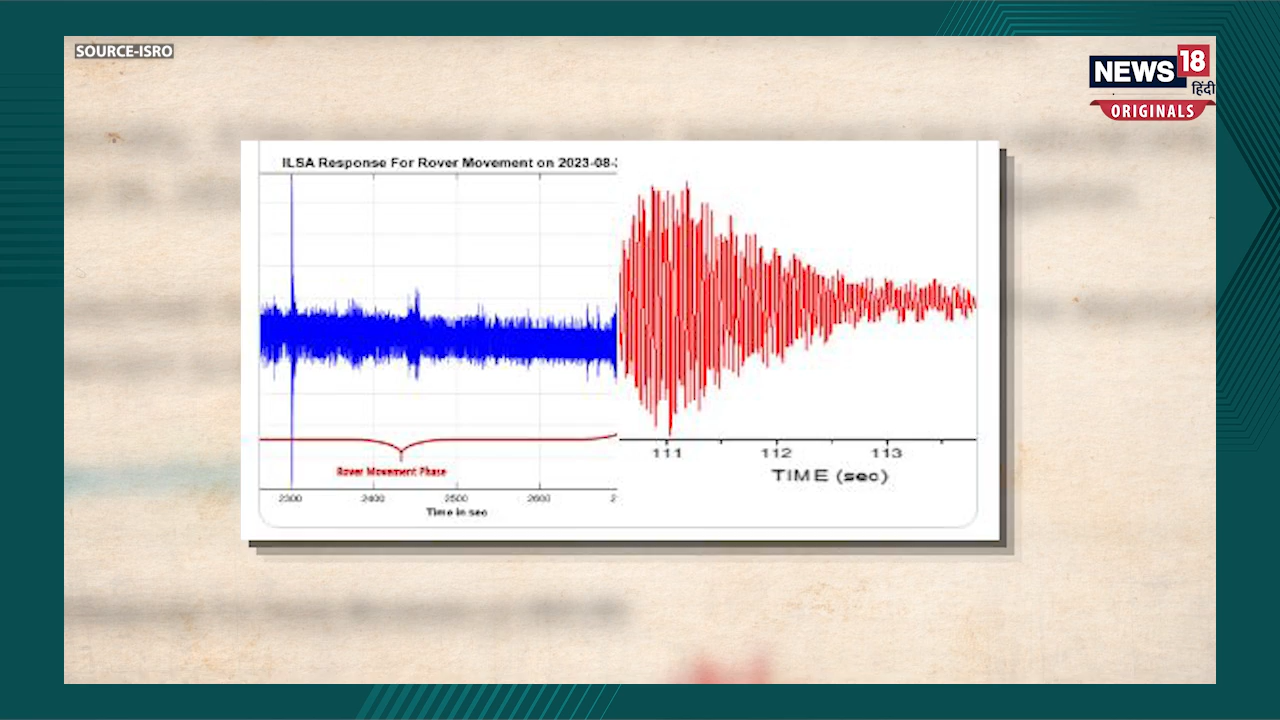 SOURCE-ISRO
NEWS 18
हिंदी
ORIGINALS
ILSA Response For Rover Movement on 2023-08-
Rover Movement Phase
2300 2400 2500 2600 2
Time in sec
111 112 113
TIME (sec)